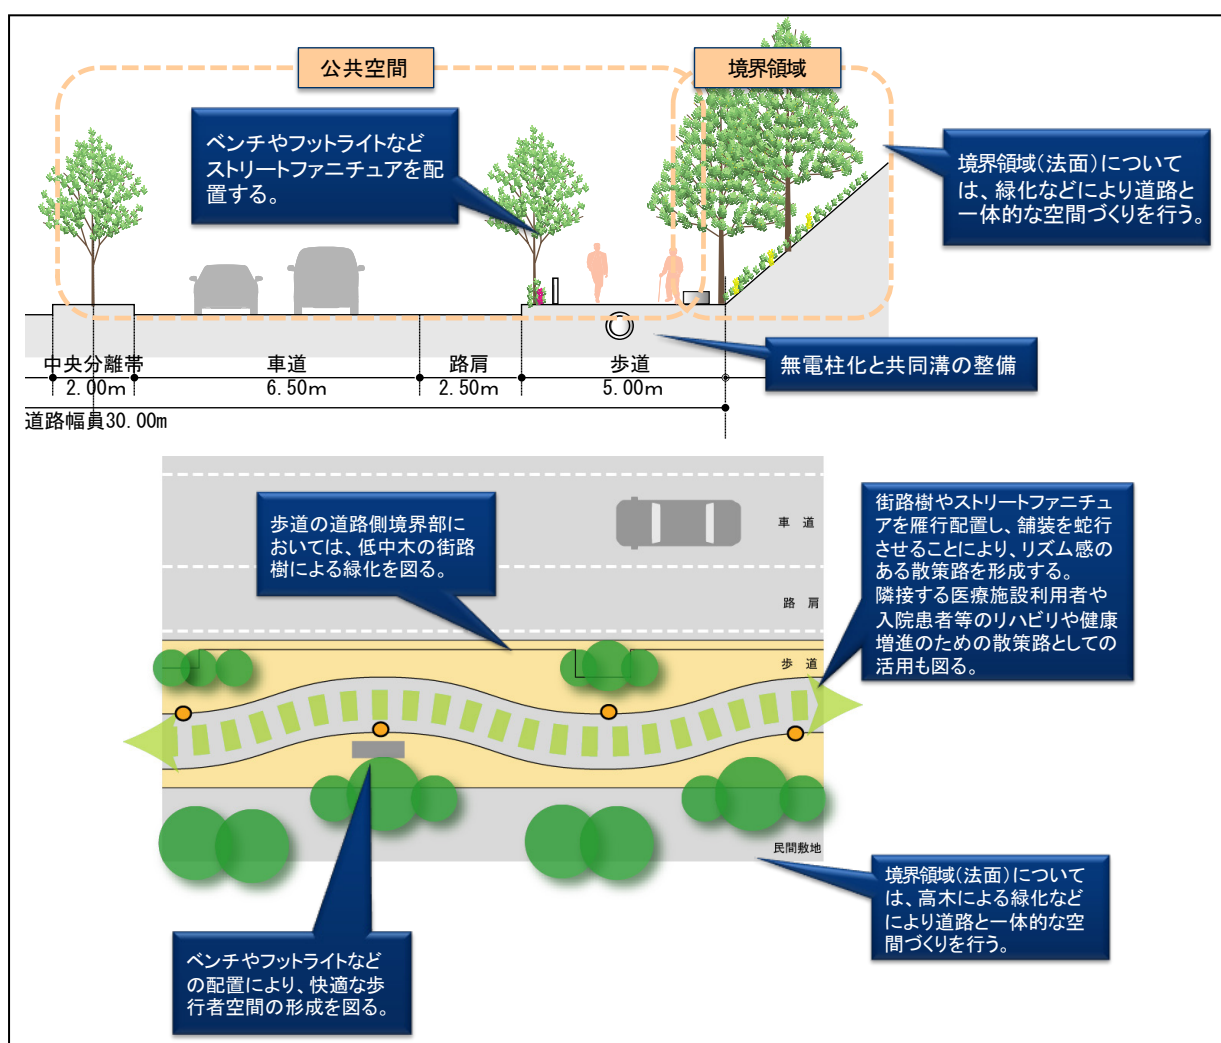 公共空間
境界領域
ベンチやフットライトなど
ストリートファニチュアを配
置する。
境界領域(法面)について
は、緑化などにより道路と
一体的な空間づくりを行う。
無電柱化と共同溝の整備
中央分離帯
車道
路肩
歩道
2.00m
6.50m
2.50m
5.00m
道路幅員30.00m
歩道の道路側境界部に
おいては、低中木の街路
樹による緑化を図る。
街路樹やストリートファニチュ
アを雁行配置し、舗装を蛇行
させることにより、リズム感の
ある散策路を形成する。
隣接する医療施設利用者や
入院患者等のリハビリや健康
増進のための散策路としての
活用も図る。
車 道
路 肩
歩 道
民間敷地
境界領域(法面)について
は、高木による緑化など
により道路と一体的な空
間づくりを行う。
ベンチやフットライトなど
の配置により、快適な歩
行者空間の形成を図る。